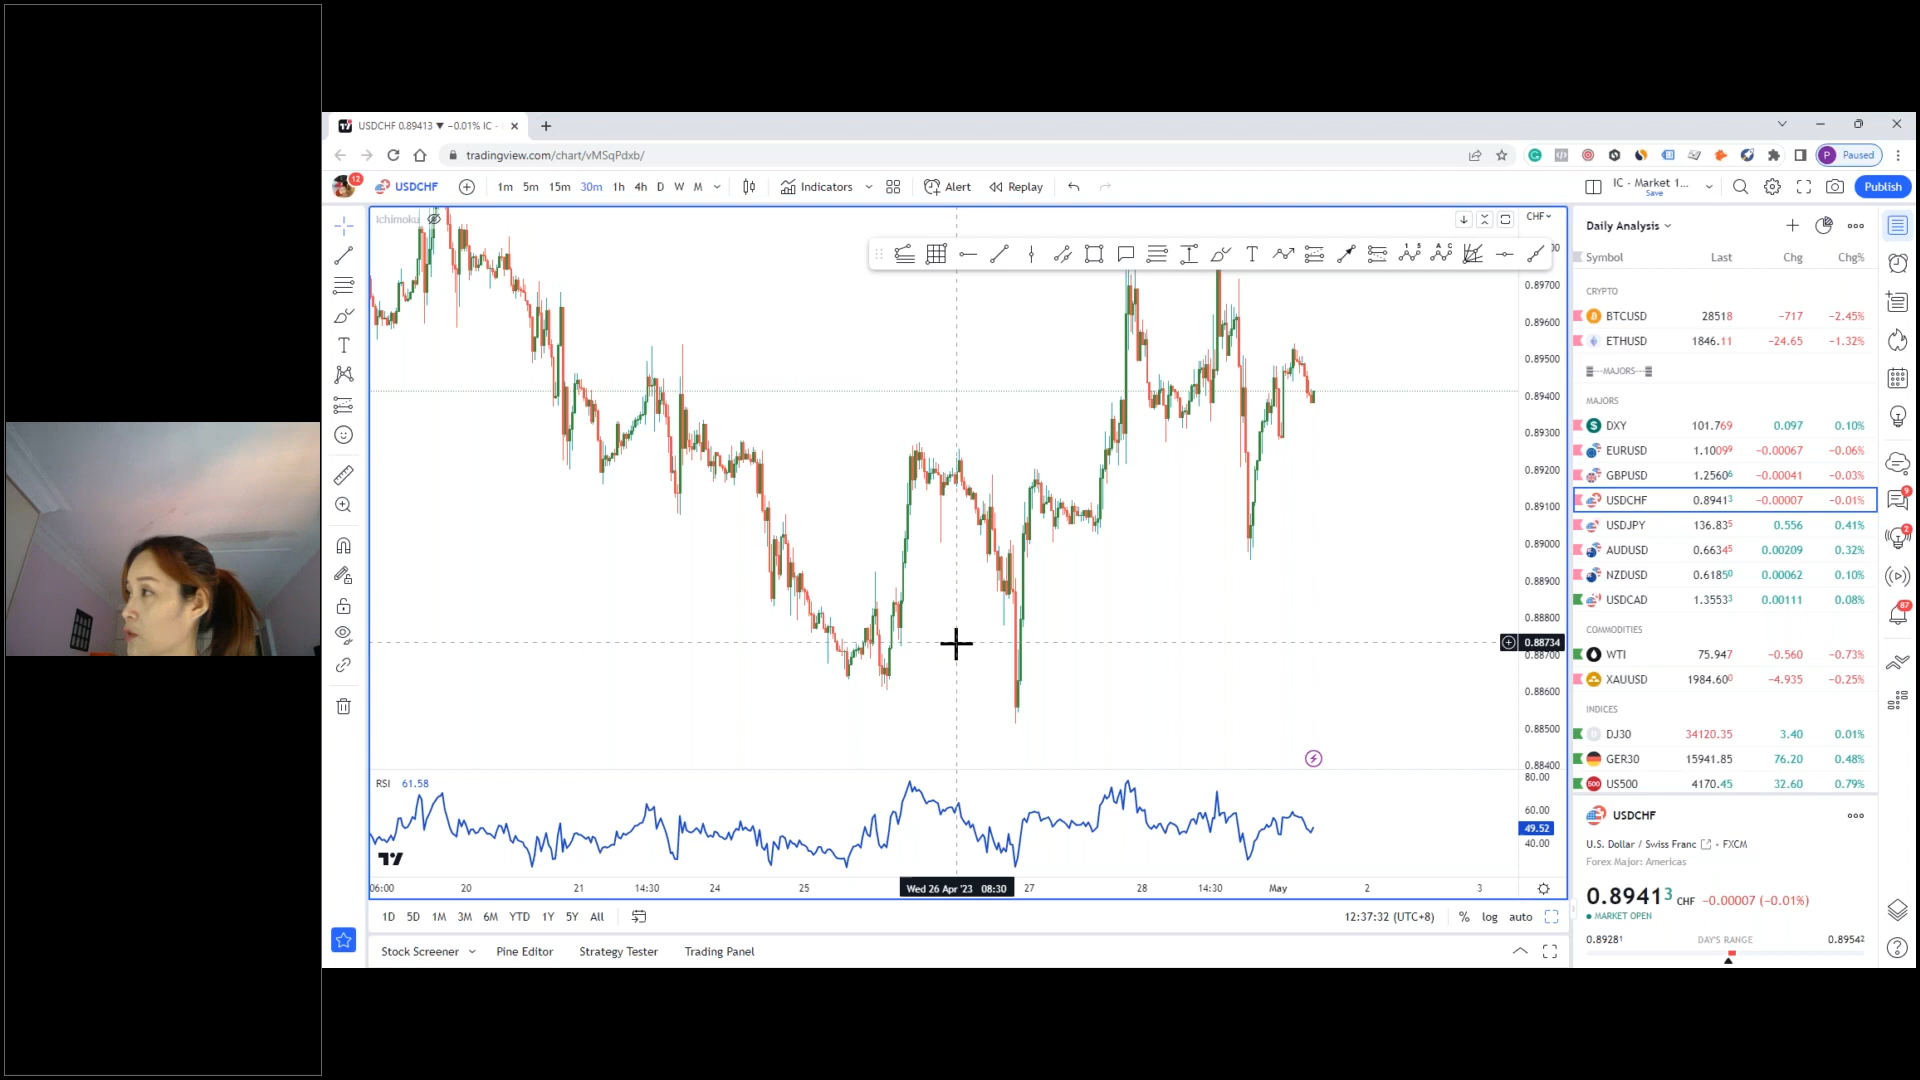 USDCHF 0.89413 ▼ −0.01% IC -
tradingview.com/chart/vMSqPdxb/
P Paused
12
USDCHF
1m 5m 15m 30m 1h 4h D W M
Indicators
Alert
Replay
IC - Market 1...
Save
Publish
Ichimoku
CHF
0.89700
0.89600
0.89500
0.89400
0.89300
0.89200
0.89100
0.89000
0.88900
0.88800
0.88734
0.88700
0.88600
0.88500
0.88400
RSI 61.58
80.00
60.00
49.52
40.00
06:00 20 21 14:30 24 25 Wed 26 Apr '23 08:30 27 28 14:30 May 2 3
1D 5D 1M 3M 6M YTD 1Y 5Y All
12:37:32 (UTC+8) % log auto
Stock Screener Pine Editor Strategy Tester Trading Panel
Daily Analysis
Symbol Last Chg Chg%
CRYPTO
BTCUSD 28518 −717 −2.45%
ETHUSD 1846.11 −24.65 −1.32%
---MAJORS---
MAJORS
DXY 101.769 0.097 0.10%
EURUSD 1.10099 −0.00067 −0.06%
GBPUSD 1.25606 −0.00041 −0.03%
USDCHF 0.89413 −0.00007 −0.01%
USDJPY 136.835 0.556 0.41%
AUDUSD 0.66345 0.00209 0.32%
NZDUSD 0.61850 0.00062 0.10%
USDCAD 1.35533 0.00111 0.08%
COMMODITIES
WTI 75.947 −0.560 −0.73%
XAUUSD 1984.600 −4.935 −0.25%
INDICES
DJ30 34120.35 3.40 0.01%
GER30 15941.85 76.20 0.48%
US500 4170.45 32.60 0.79%
USDCHF
U.S. Dollar / Swiss Franc • FXCM
Forex Major: Americas
0.89413 CHF −0.00007 (−0.01%)
MARKET OPEN
0.89281 DAY'S RANGE 0.89542
9
2
87